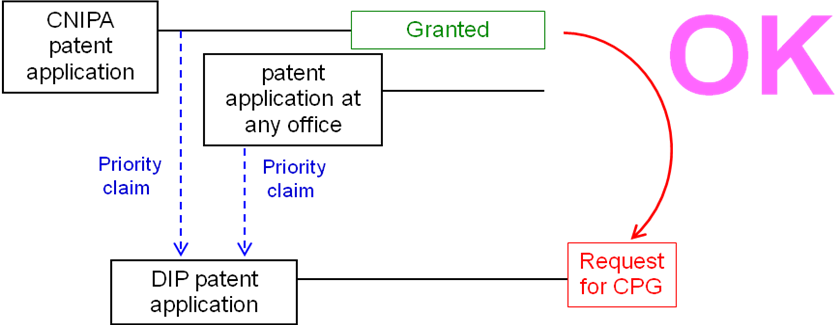 CNIPA
patent
application
Granted
OK
patent
application at
any office
Priority
claim
Priority
claim
DIP patent
application
Request
for CPG